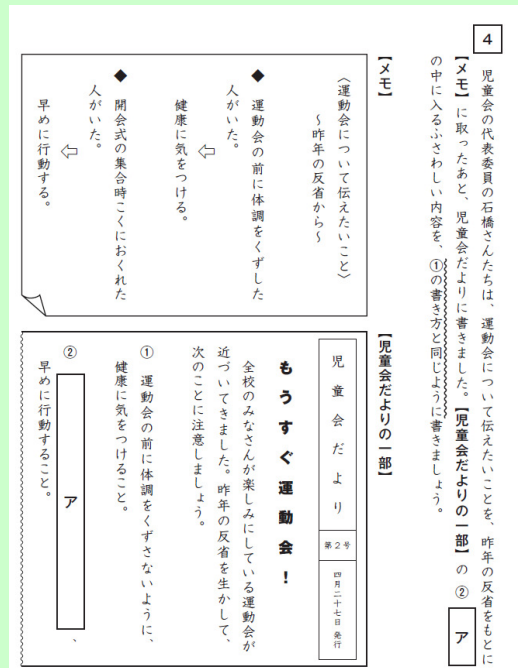 4
児童会の代表委員の石橋さんたちは、運動会について伝えたいことを、昨年の反省をもとに
【メモ】に取ったあと、児童会だよりに書きました。【児童会だよりの一部】の②ア
の中に入るふさわしい内容を、①の書き方と同じように書きましょう。
【メモ】
〈運動会について伝えたいこと〉
～昨年の反省から～
◆ 運動会の前に体調をくずした
人がいた。
⇩
健康に気をつける。
◆ 開会式の集合時こくにおくれた
人がいた。
⇩
早めに行動する。
【児童会だよりの一部】
児童会だより
第2号
四月二十七日 発行
もうすぐ運動会！
全校のみなさんが楽しみにしている運動会が
近づいてきました。昨年の反省を生かして、
次のことに注意しましょう。
① 運動会の前に体調をくずさないように、
健康に気をつけること。
② ア、
早めに行動すること。